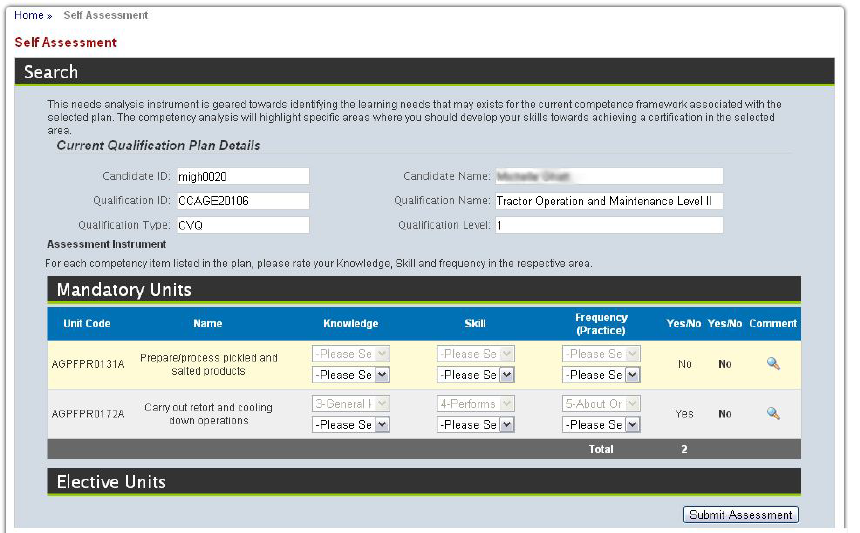 Home » Self Assessment
Self Assessment
Search
This needs analysis instrument is geared towards identifying the learning needs that may exists for the current competence framework associated with the
selected plan. The competency analysis will highlight specific areas where you should develop your skills towards achieving a certification in the selected
area.
Current Qualification Plan Details
Candidate ID: migh0020 Candidate Name:
Qualification ID: CCAGE20106 Qualification Name: Tractor Operation and Maintenance Level II
Qualification Type: CVQ Qualification Level: 1
Assessment Instrument
For each competency item listed in the plan, please rate your Knowledge, Skill and frequency in the respective area.
Mandatory Units
Unit Code Name Knowledge Skill Frequency (Practice) Yes/No Yes/No Comment
-Please Se -Please Se -Please Se
AGPFPR0131A Prepare/process pickled and salted products No No
-Please Se -Please Se -Please Se
3-General 4-Performs 5-About Or
AGPFPR0172A Carry out retort and cooling down operations Yes No
-Please Se -Please Se -Please Se
Total 2
Elective Units
Submit Assessment